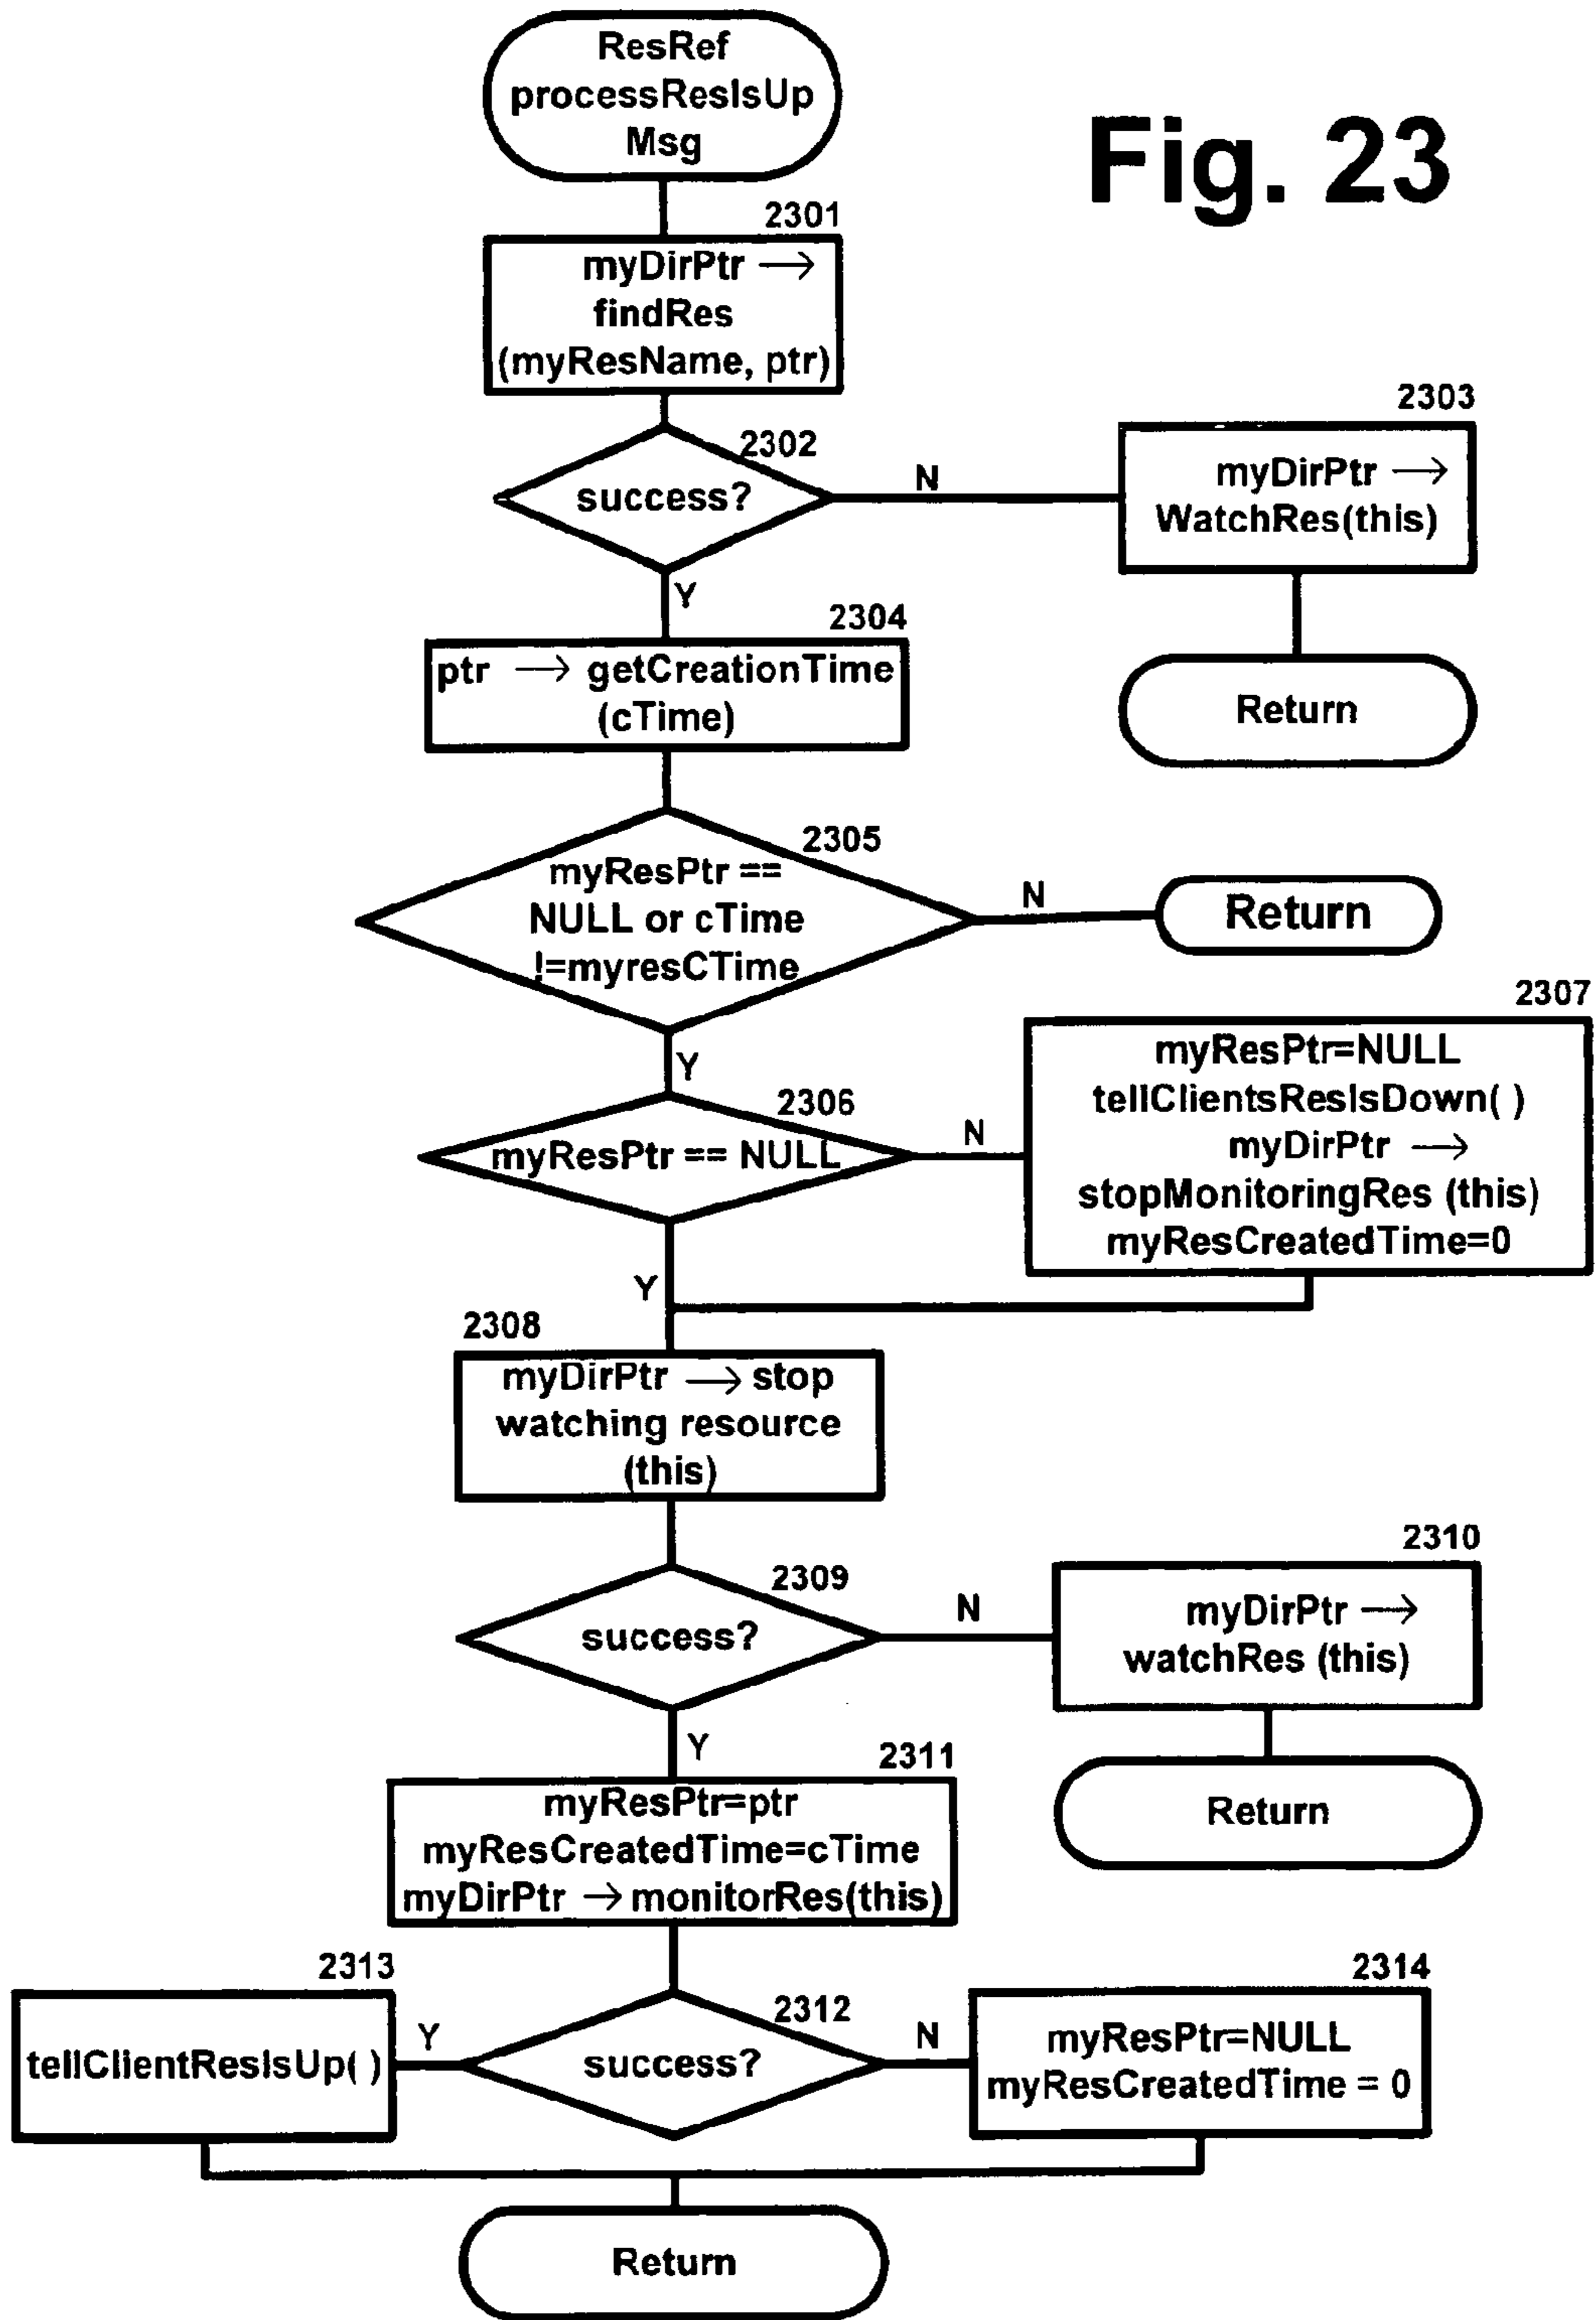 ResRef
processResIsUp
Msg
Fig. 23
2301
myDirPtr →
findRes
(myResName, ptr)
2302
success?
N
2303
myDirPtr →
WatchRes(this)
Return
Y
2304
ptr → getCreationTime
(cTime)
2305
myResPtr ==
NULL or cTime
!=myresCTime
N
Return
Y
2306
myResPtr == NULL
N
2307
myResPtr=NULL
tellClientsResIsDown( )
myDirPtr →
stopMonitoringRes (this)
myResCreatedTime=0
Y
2308
myDirPtr → stop
watching resource
(this)
2309
success?
N
2310
myDirPtr →
watchRes (this)
Return
Y
2311
myResPtr=ptr
myResCreatedTime=cTime
myDirPtr → monitorRes(this)
2312
success?
Y
2313
tellClientResIsUp( )
N
2314
myResPtr=NULL
myResCreatedTime = 0
Return